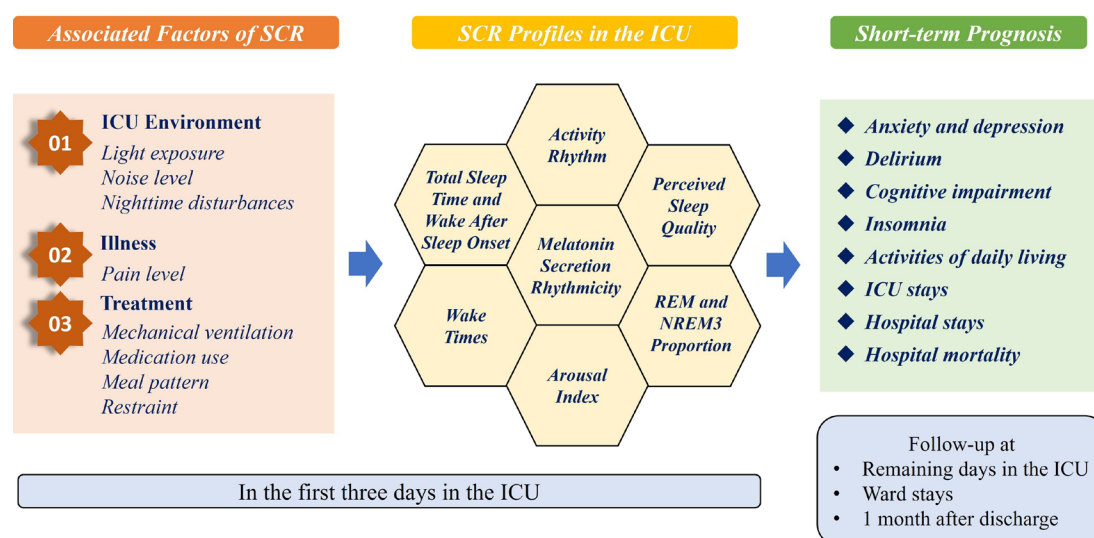 Associated Factors of SCR
01
ICU Environment
Light exposure
Noise level
Nighttime disturbances
02
Illness
Pain level
03
Treatment
Mechanical ventilation
Medication use
Meal pattern
Restraint
SCR Profiles in the ICU
Activity
Rhythm
Total Sleep
Time and
Wake After
Sleep Onset
Perceived
Sleep
Quality
Melatonin
Secretion
Rhythmicity
Wake
Times
REM and
NREM3
Proportion
Arousal
Index
In the first three days in the ICU
Short-term Prognosis
◆ Anxiety and depression
◆ Delirium
◆ Cognitive impairment
◆ Insomnia
◆ Activities of daily living
◆ ICU stays
◆ Hospital stays
◆ Hospital mortality
Follow-up at
• Remaining days in the ICU
• Ward stays
• 1 month after discharge